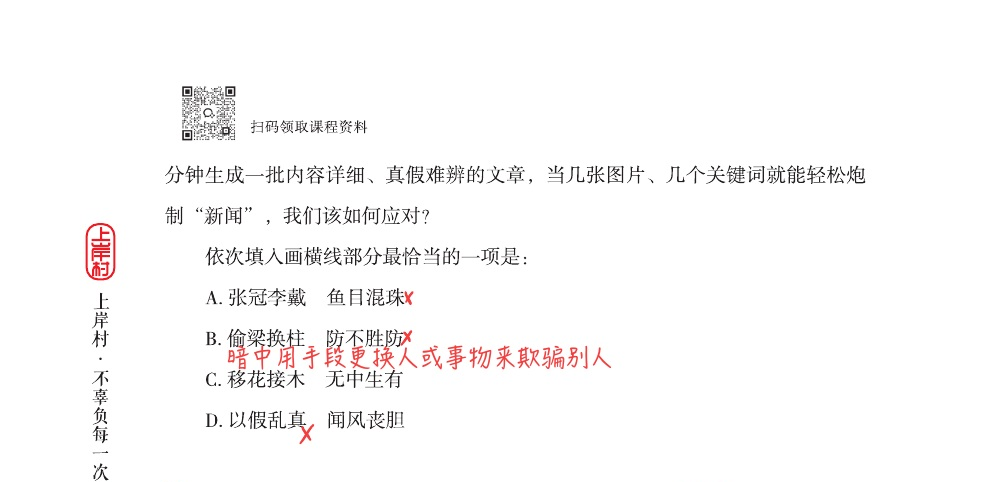 扫码领取课程资料
分钟生成一批内容详细、真假难辨的文章，当几张图片、几个关键词就能轻松炮
制“新闻”，我们该如何应对？
依次填入画横线部分最恰当的一项是：
A. 张冠李戴 鱼目混珠
B. 偷梁换柱 防不胜防
暗中用手段更换人或事物来欺骗别人
C. 移花接木 无中生有
D. 以假乱真 闻风丧胆
上岸村
上岸村·不辜负每一次